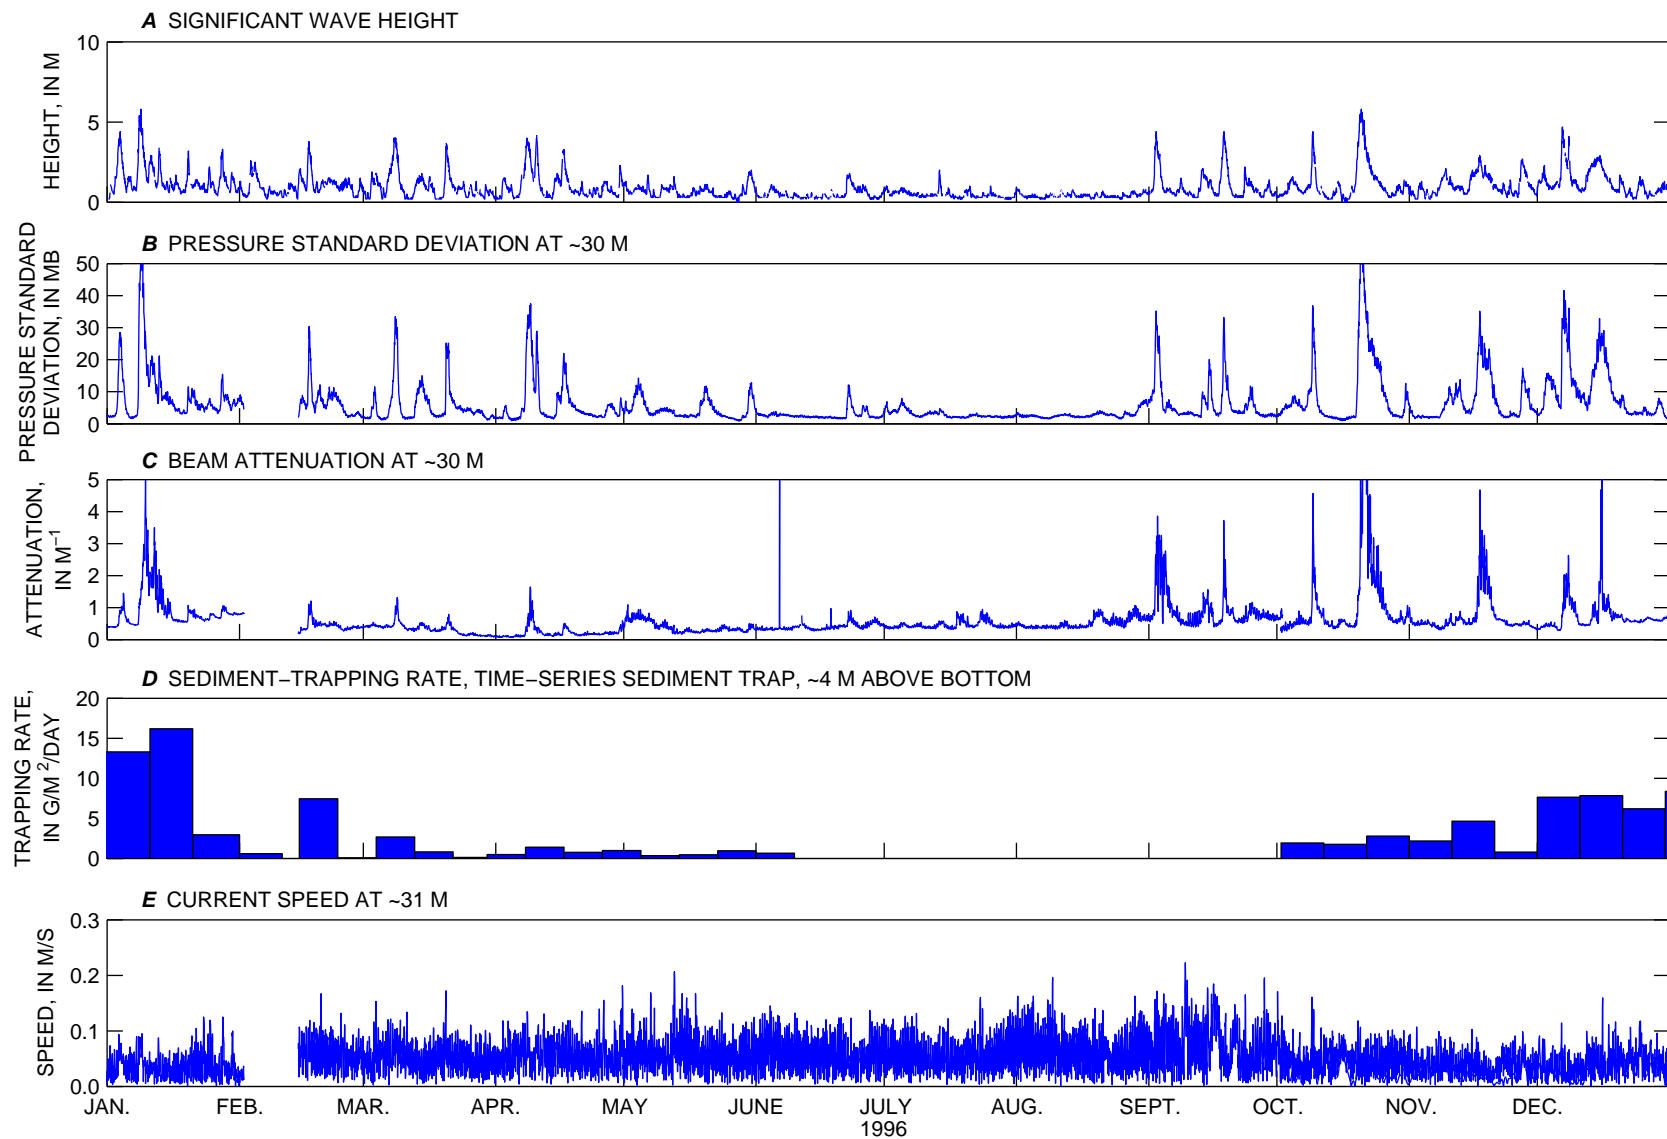 A SIGNIFICANT WAVE HEIGHT
HEIGHT, IN M
10
5
0
B PRESSURE STANDARD DEVIATION AT ~30 M
PRESSURE STANDARD
DEVIATION, IN MB
50
40
30
20
10
0
C BEAM ATTENUATION AT ~30 M
ATTENUATION,
IN M−1
5
4
3
2
1
0
D SEDIMENT−TRAPPING RATE, TIME−SERIES SEDIMENT TRAP, ~4 M ABOVE BOTTOM
TRAPPING RATE,
IN G/M 2/DAY
20
15
10
5
0
E CURRENT SPEED AT ~31 M
SPEED, IN M/S
0.3
0.2
0.1
0.0
JAN. FEB. MAR. APR. MAY JUNE JULY AUG. SEPT. OCT. NOV. DEC.
1996